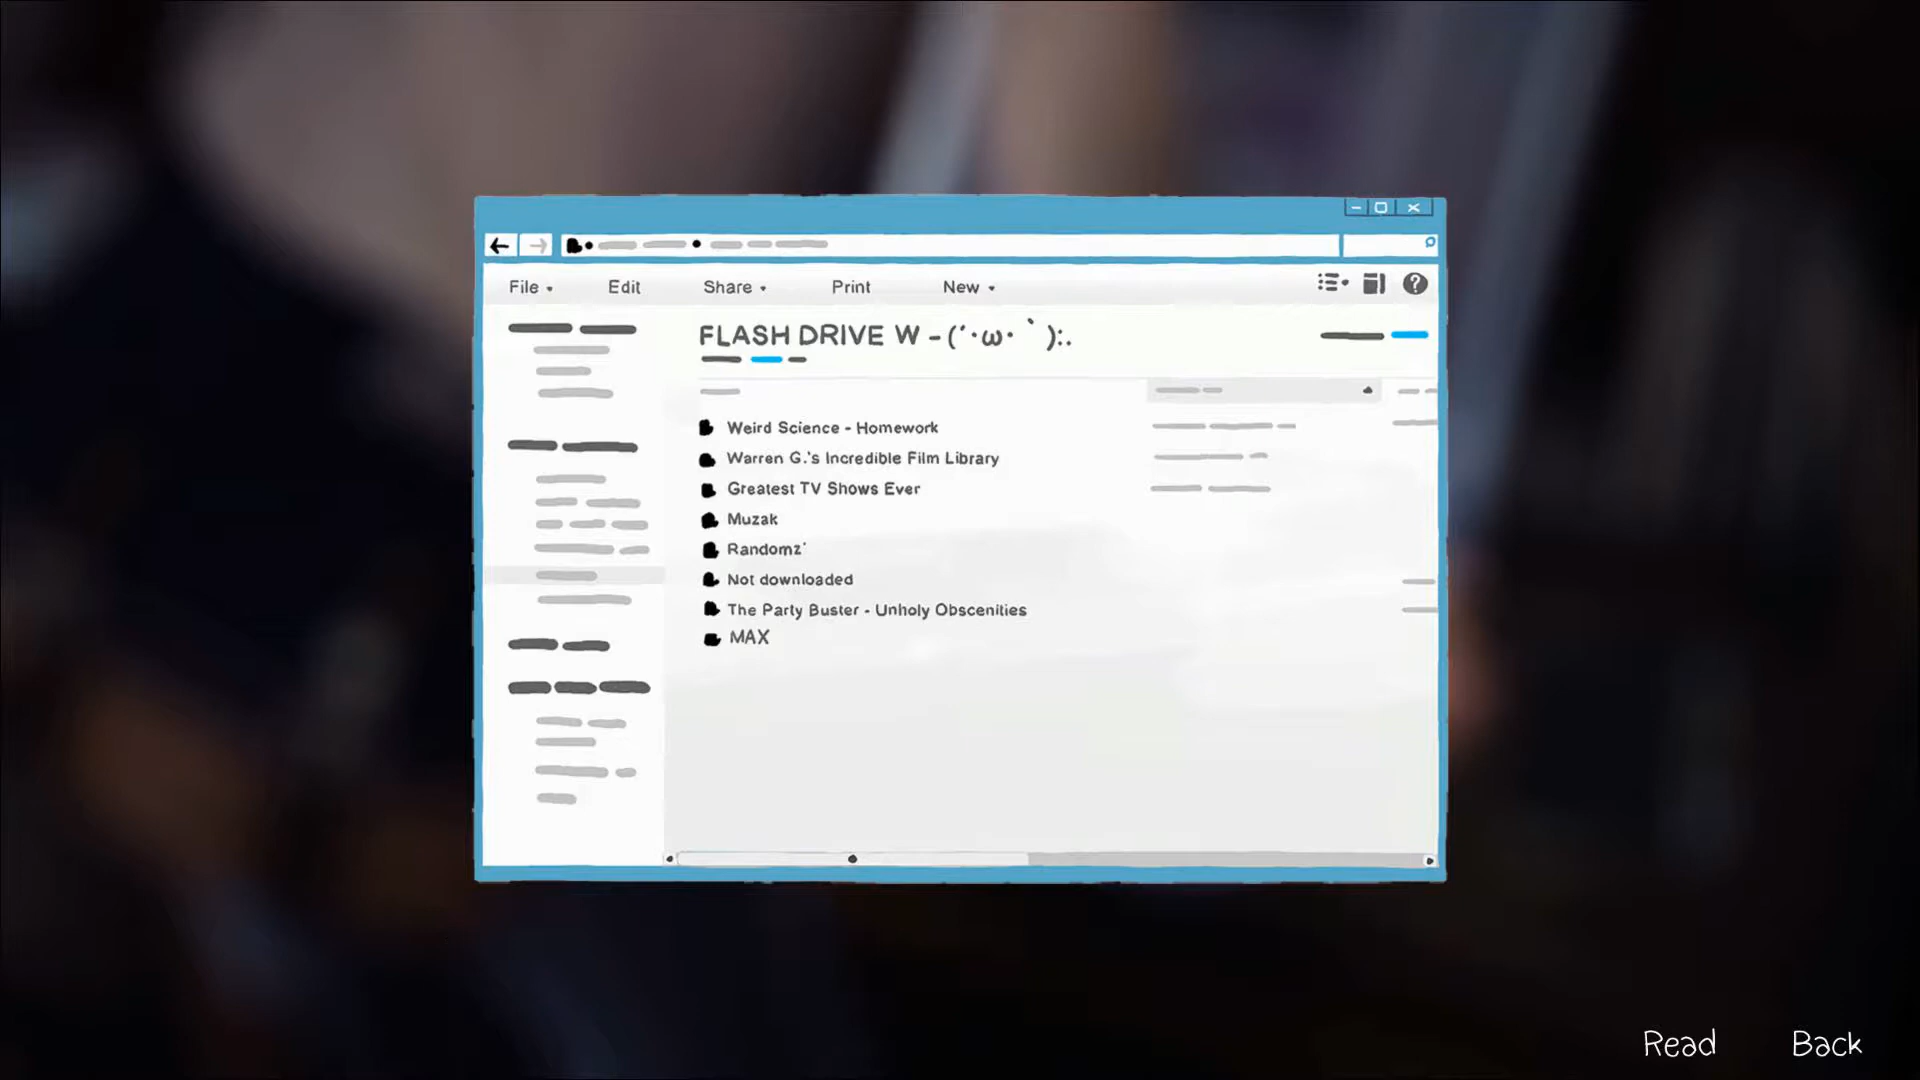 File Edit Share Print New
FLASH DRIVE W - (´･ω･`):.
Weird Science - Homework
Warren G.'s Incredible Film Library
Greatest TV Shows Ever
Muzak
Randomz'
Not downloaded
The Party Buster - Unholy Obscenities
MAX
Read Back